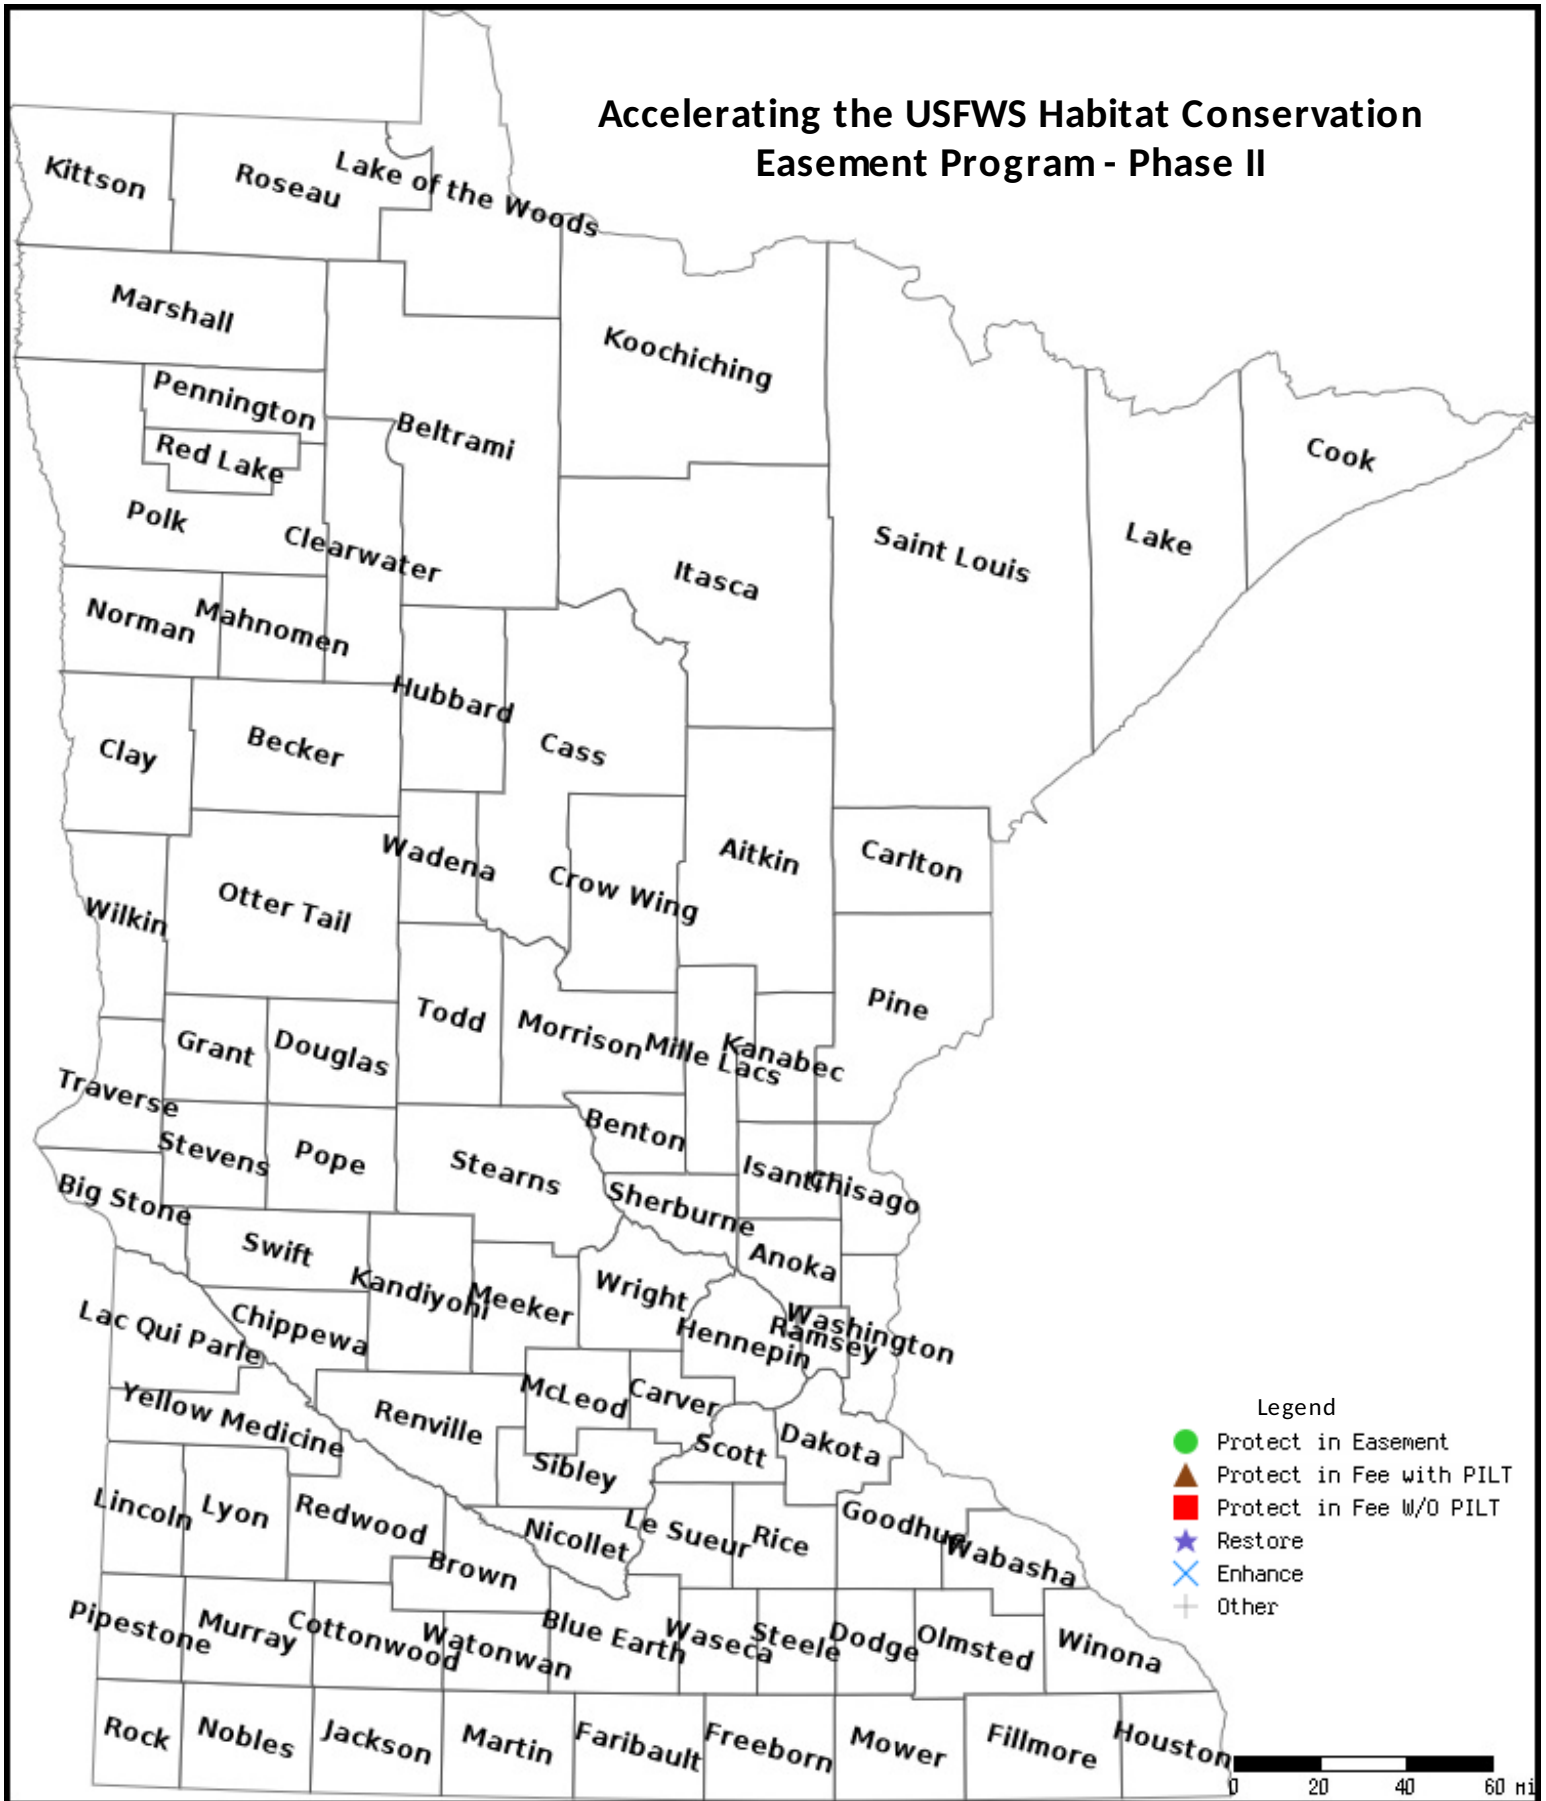 Accelerating the USFWS Habitat Conservation
Easement Program - Phase II
Kittson
Roseau
Lake of the Woods
Marshall
Koochiching
Pennington
Beltrami
Red Lake
Cook
Polk
Clearwater
Saint Louis
Lake
Itasca
Norman
Mahnomen
Hubbard
Clay
Becker
Cass
Wadena
Aitkin
Carlton
Crow Wing
Otter Tail
Wilkin
Pine
Todd
Morrison
Mille Lacs
Kanabec
Grant
Douglas
Traverse
Benton
Stevens
Pope
Stearns
Isanti
Chisago
Big Stone
Sherburne
Swift
Anoka
Kandiyohi
Meeker
Wright
Lac Qui Parle
Chippewa
Hennepin
Ramsey
Washington
McLeod
Carver
Yellow Medicine
Renville
Scott
Dakota
Sibley
Lincoln
Lyon
Redwood
Nicollet
Le Sueur
Rice
Goodhue
Wabasha
Brown
Pipestone
Murray
Cottonwood
Watonwan
Blue Earth
Waseca
Steele
Dodge
Olmsted
Winona
Rock
Nobles
Jackson
Martin
Faribault
Freeborn
Mower
Fillmore
Houston
Legend
Protect in Easement
Protect in Fee with PILT
Protect in Fee W/O PILT
Restore
Enhance
Other
0 20 40 60 mi